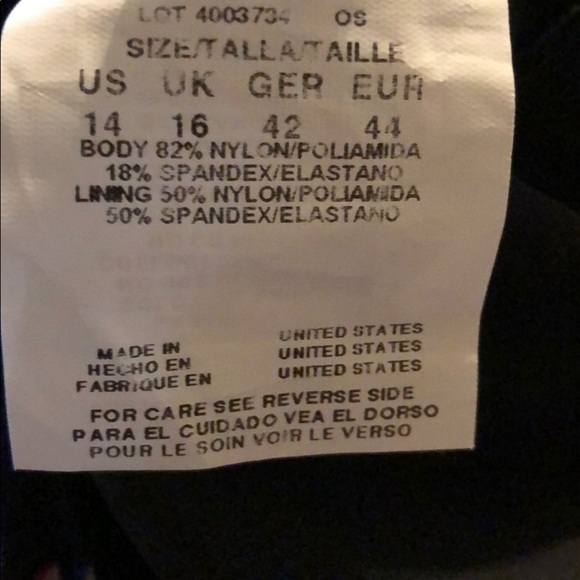 LOT 4003734 OS
SIZE/TALLA/TAILLE
US UK GER EUR
14 16 42 44
BODY 82% NYLON/POLIAMIDA
18% SPANDEX/ELASTANO
LINING 50% NYLON/POLIAMIDA
50% SPANDEX/ELASTANO
MADE IN UNITED STATES
HECHO EN UNITED STATES
FABRIQUE EN UNITED STATES
FOR CARE SEE REVERSE SIDE
PARA EL CUIDADO VEA EL DORSO
POUR LE SOIN VOIR LE VERSO